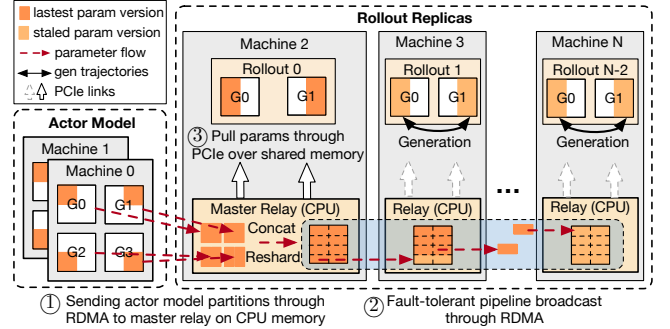 lastest param version
staled param version
parameter flow
gen trajectories
PCIe links
Rollout Replicas
Machine 2
Machine 3
Machine N
Rollout 0
Rollout 1
Rollout N-2
G0
G1
G0
G1
G0
G1
Generation
Generation
③ Pull params through
PCIe over shared memory
Actor Model
Machine 1
Machine 0
G0
G1
G2
G3
...
Master Relay (CPU)
Concat
Reshard
Relay (CPU)
Relay (CPU)
① Sending actor model partitions through
RDMA to master relay on CPU memory
② Fault-tolerant pipeline broadcast
through RDMA